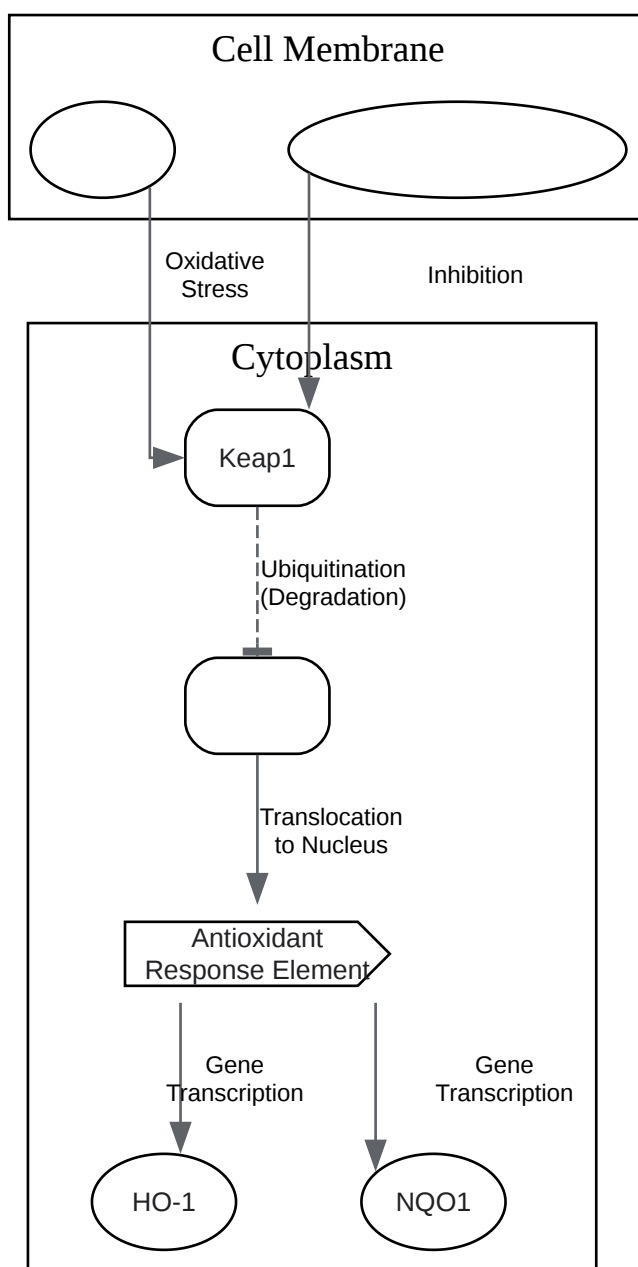 Cell Membrane
Oxidative
Stress
Inhibition
Cytoplasm
Keap1
Ubiquitination
(Degradation)
Translocation
to Nucleus
Antioxidant
Response Element
Gene
Transcription
Gene
Transcription
HO-1
NQO1